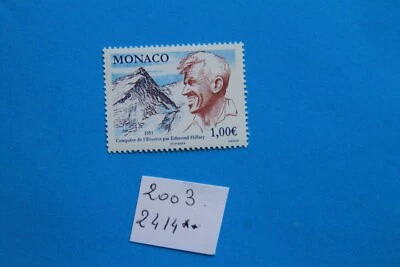 MONACO
1953
Conquête de l'Everest par Edmund Hillary
1,00€
2003.
2414**